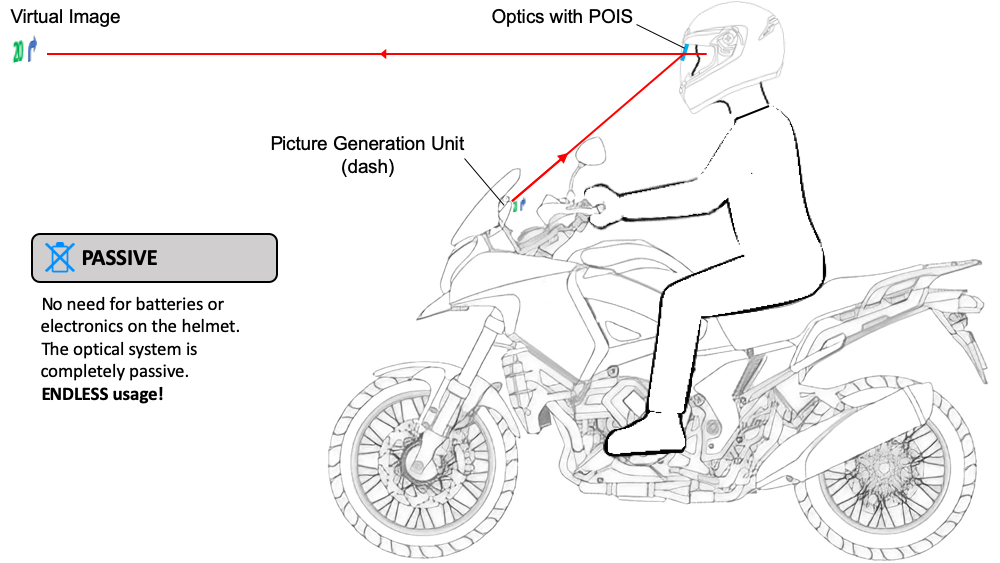 Virtual Image
20
Optics with POIS
Picture Generation Unit
(dash)
PASSIVE
No need for batteries or
electronics on the helmet.
The optical system is
completely passive.
ENDLESS usage!